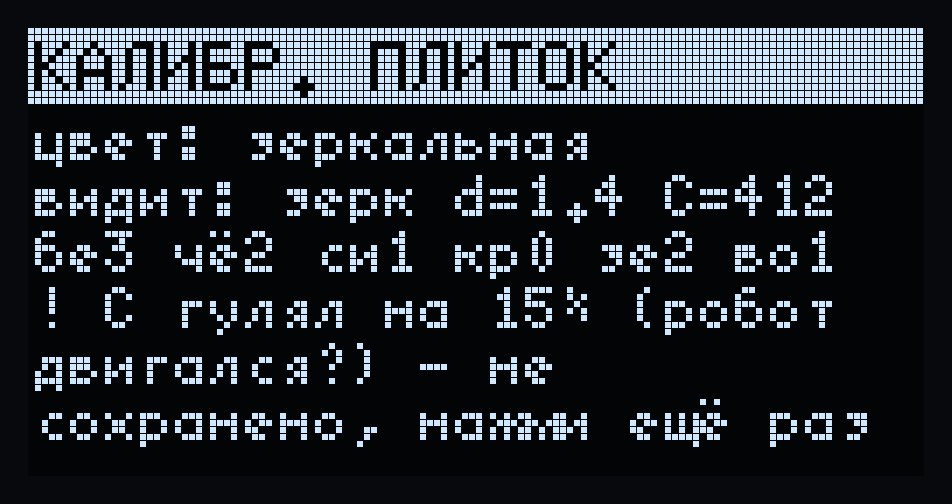 КАЛИБР. ПЛИТОК
цвет: зеркальная
видит: зерк d=1.4 C=412
бе3 чё2 си1 кр0 зе2 во1
! C гулял на 15% (робот
двигался?) - не
сохранено, нажми ещё раз